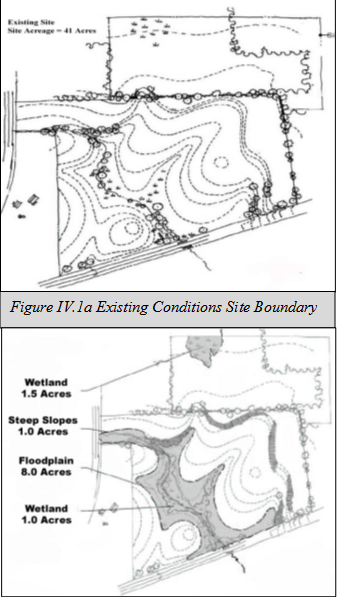 Existing Site
Site Acreage = 41 Acres
Figure IV.1a Existing Conditions Site Boundary
Wetland
1.5 Acres
Steep Slopes
1.0 Acres
Floodplain
8.0 Acres
Wetland
1.0 Acres